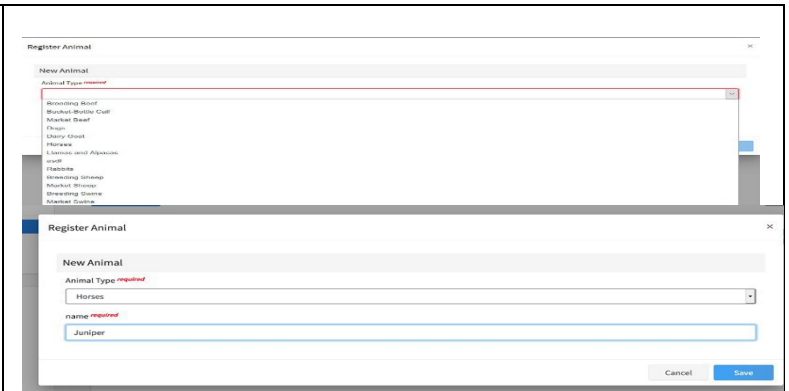 Register Animal ×
New Animal
Animal Type required
Breeding Beef
Bucket-Bottle Calf
Market Beef
Dogs
Dairy Goat
Horses
Llamas and Alpacas
Rabbits
Breeding Sheep
Market Sheep
Breeding Swine
Market Swine
Register Animal ×
New Animal
Animal Type required
Horses
name required
Juniper
Cancel Save